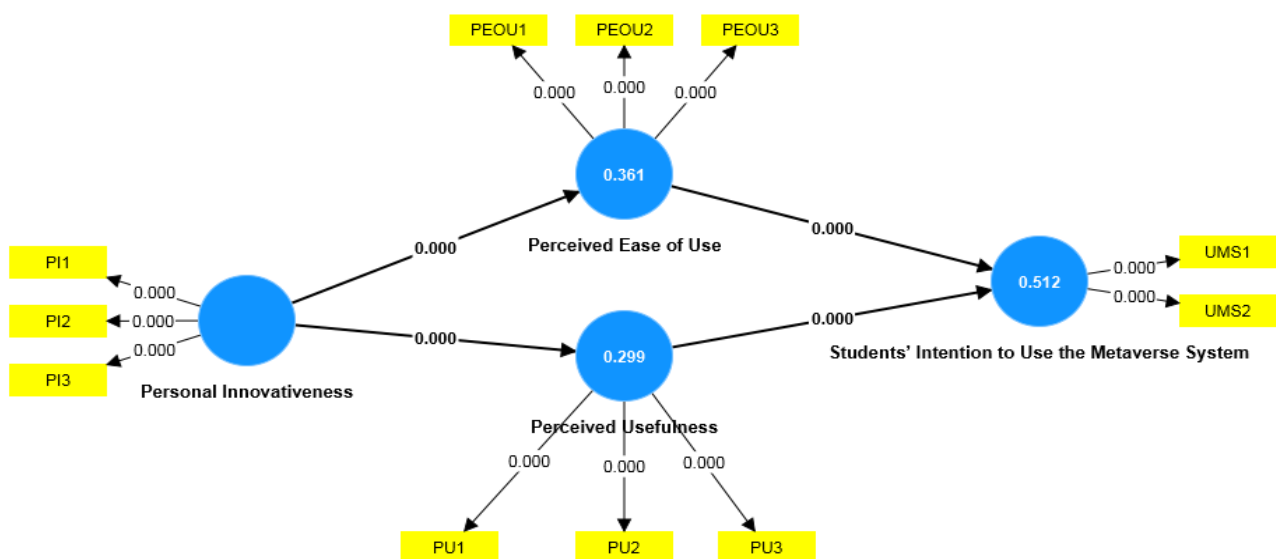 PEOU1
PEOU2
PEOU3
0.000
0.000
0.000
0.361
Perceived Ease of Use
0.000
0.000
PI1
PI2
PI3
0.000
0.000
0.000
Personal Innovativeness
0.000
0.000
0.299
Perceived Usefulness
0.512
Students’ Intention to Use the Metaverse System
0.000
0.000
UMS1
UMS2
0.000
0.000
0.000
PU1
PU2
PU3